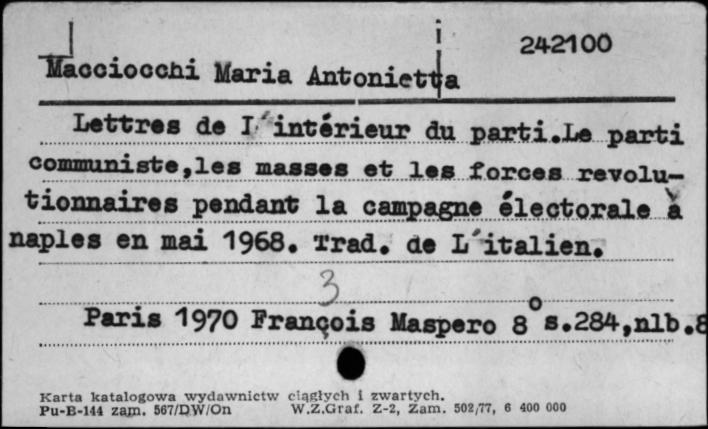 242100
Macciocchi Maria Antonietta
Lettres de I´intérieur du parti.Le parti
communiste,les masses et les forces revolu-
tionnaires pendant la campagne électorale à
naples en mai 1968. Trad. de L´italien.
3
Paris 1970 François Maspero 8° s.284,nlb.8
Karta katalogowa wydawnictw ciągłych i zwartych.
Pu-B-144 zam. 567/DW/On W.Z.Graf. Z-2, Zam. 502/77, 6 400 000